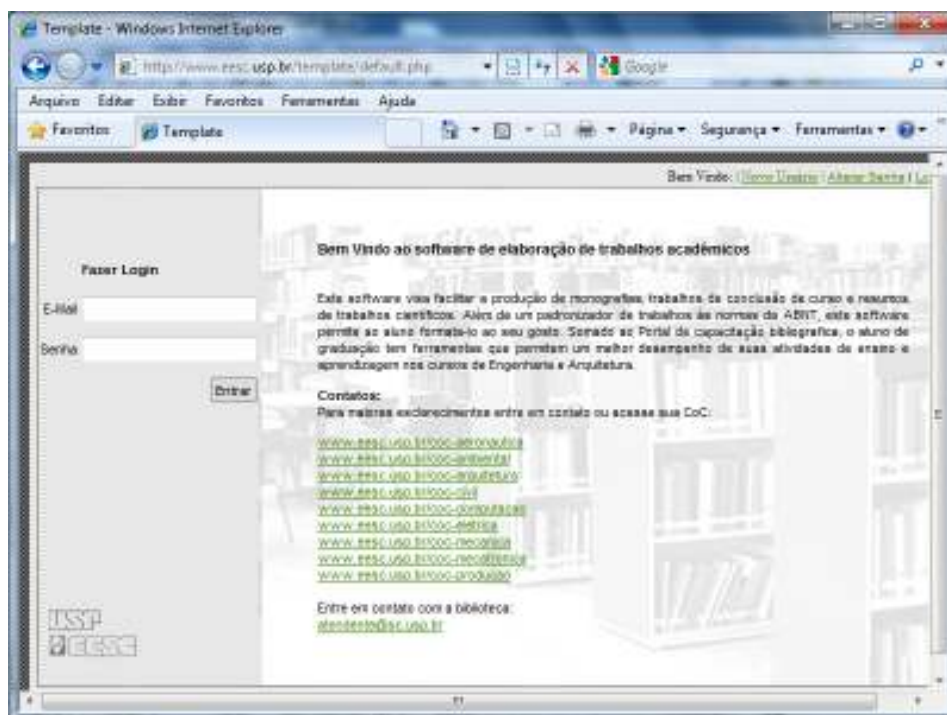 Template - Windows Internet Explorer
http://www.eesc.usp.br/template/default.php
Google
Arquivo Editar Exibir Favoritos Ferramentas Ajuda
Favoritos Template Página Segurança Ferramentas
Bem Vindo: | Novo Usuário | Alterar Senha |
Bem Vindo ao software de elaboração de trabalhos acadêmicos
Fazer Login
E-Mail
Senha
Entrar
Este software visa facilitar a produção de monografias, trabalhos de conclusão de curso e resumos
de trabalhos científicos. Além de um padronizador de trabalhos às normas da ABNT, este software
permite ao aluno formata-lo ao seu gosto. Somado ao Portal de capacitação bibliografica, o aluno de
graduação tem ferramentas que permitem um melhor desempenho de suas atividades de ensino e
aprendizagem nos cursos de Engenharia e Arquitetura.
Contatos:
Para maiores esclarecimentos entre em contato ou acesse sua CoC:
www.eesc.usp.br/coc-aeronautica
www.eesc.usp.br/coc-ambiental
www.eesc.usp.br/coc-arquitetura
www.eesc.usp.br/coc-civil
www.eesc.usp.br/coc-computacao
www.eesc.usp.br/coc-eletrica
www.eesc.usp.br/coc-mecanica
www.eesc.usp.br/coc-mecatronica
www.eesc.usp.br/coc-producao
Entre em contato com a biblioteca:
atendente@sc.usp.br
USP
EESC